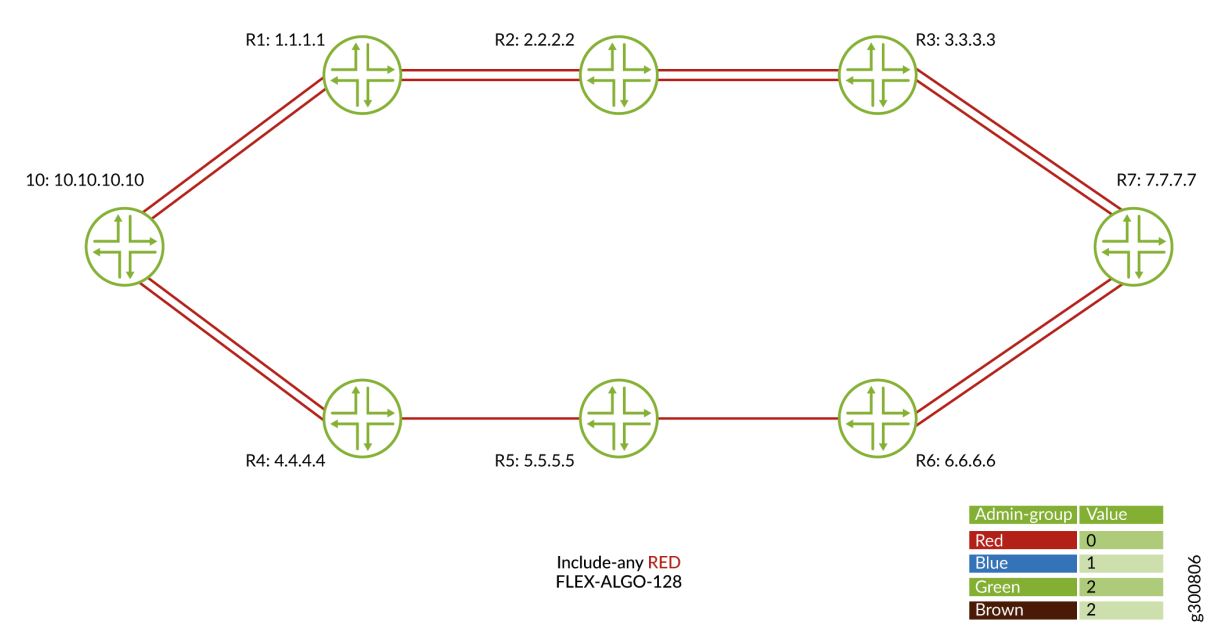 R1: 1.1.1.1
R2: 2.2.2.2
R3: 3.3.3.3
10: 10.10.10.10
R7: 7.7.7.7
R4: 4.4.4.4
R5: 5.5.5.5
R6: 6.6.6.6
Include-any RED
FLEX-ALGO-128
Admin-group Value
Red 0
Blue 1
Green 2
Brown 2
g300806